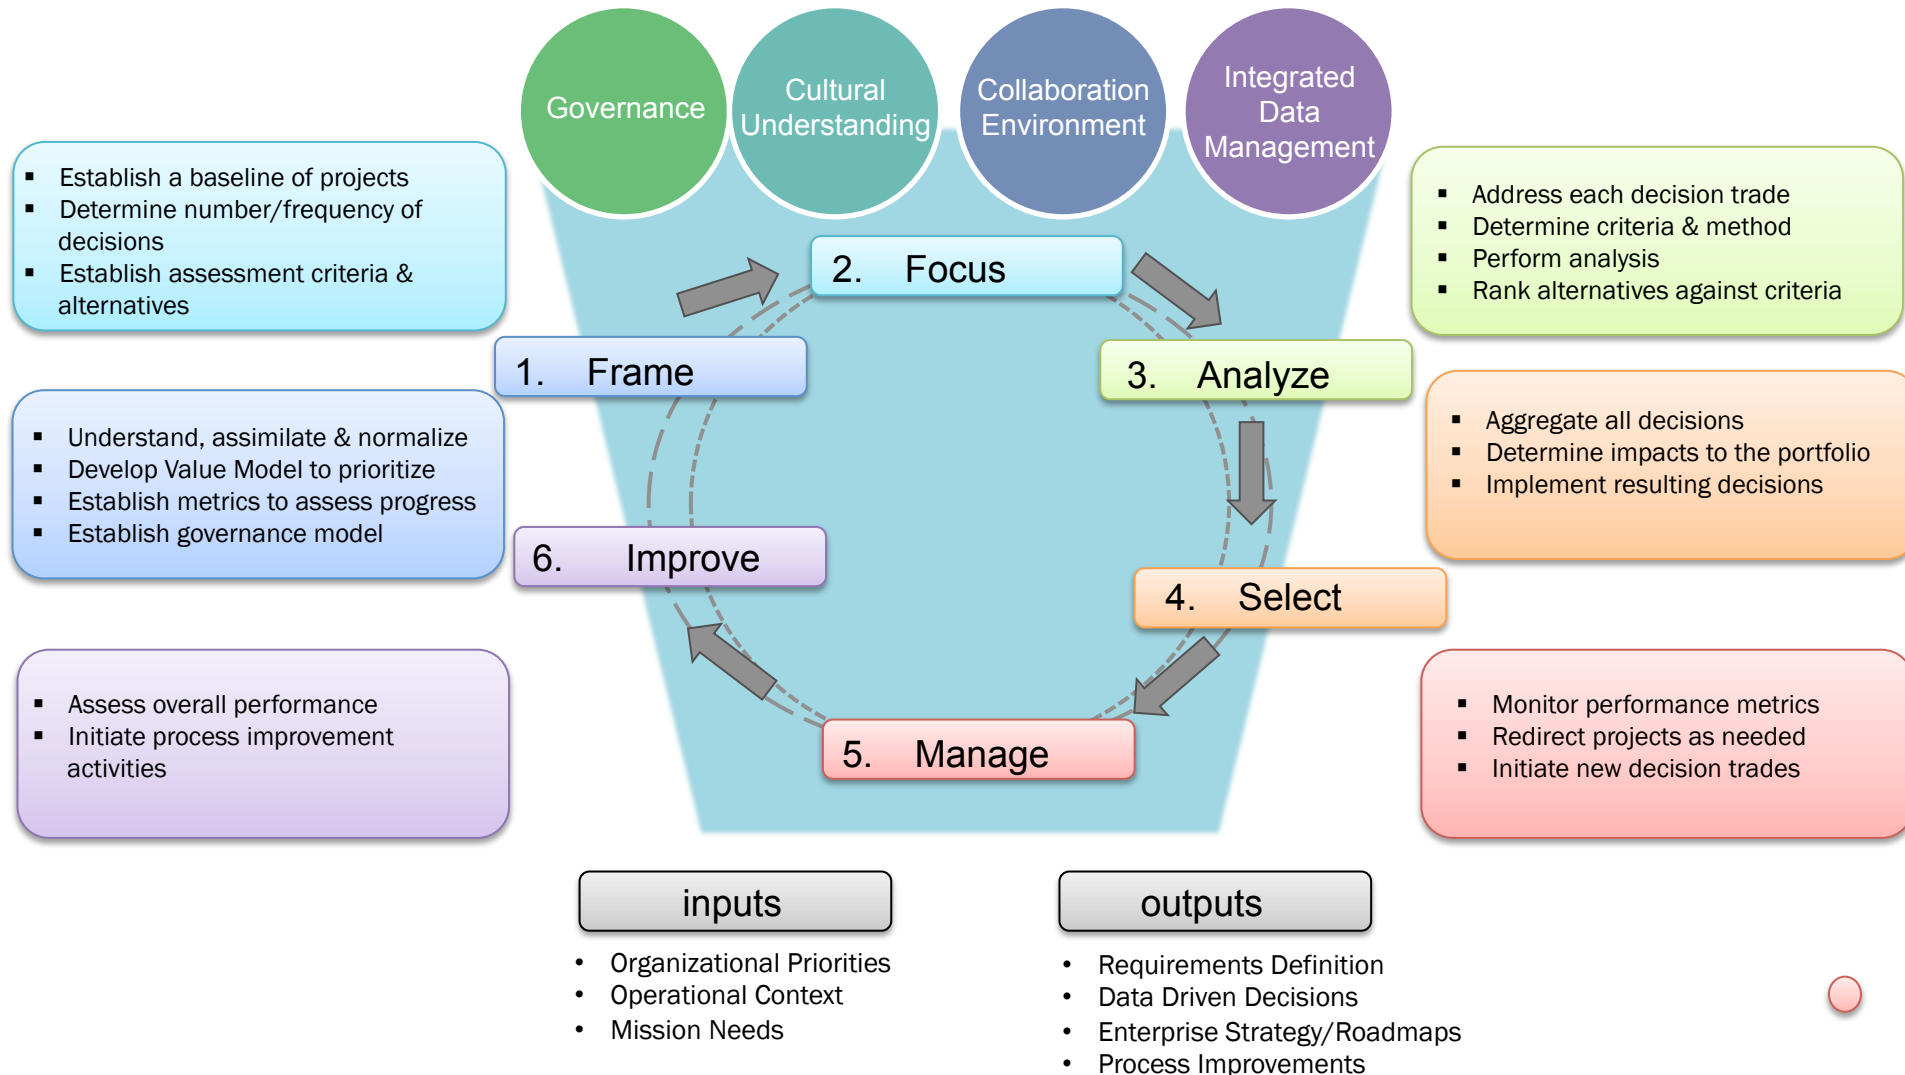 Governance
Cultural
Understanding
Collaboration
Environment
Integrated
Data
Management
▪ Establish a baseline of projects
▪ Determine number/frequency of
decisions
▪ Establish assessment criteria &
alternatives
▪ Address each decision trade
▪ Determine criteria & method
▪ Perform analysis
▪ Rank alternatives against criteria
2. Focus
1. Frame
3. Analyze
▪ Understand, assimilate & normalize
▪ Develop Value Model to prioritize
▪ Establish metrics to assess progress
▪ Establish governance model
▪ Aggregate all decisions
▪ Determine impacts to the portfolio
▪ Implement resulting decisions
6. Improve
4. Select
▪ Assess overall performance
▪ Initiate process improvement
activities
5. Manage
▪ Monitor performance metrics
▪ Redirect projects as needed
▪ Initiate new decision trades
inputs
• Organizational Priorities
• Operational Context
• Mission Needs
outputs
• Requirements Definition
• Data Driven Decisions
• Enterprise Strategy/Roadmaps
• Process Improvements